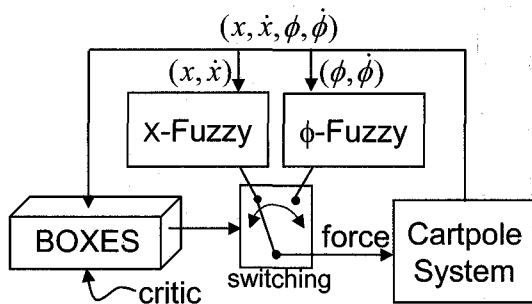 (x, ẋ, ϕ, ϕ̇)
(x, ẋ)
(ϕ, ϕ̇)
X-Fuzzy
ϕ-Fuzzy
BOXES
critic
switching
force
Cartpole
System